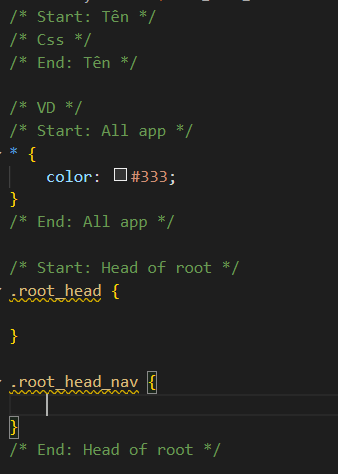 /* Start: Tên */
/* Css */
/* End: Tên */
/* VD */
/* Start: All app */
* {
color: #333;
}
/* End: All app */
/* Start: Head of root */
.root_head {
}
.root_head_nav {
}
/* End: Head of root */